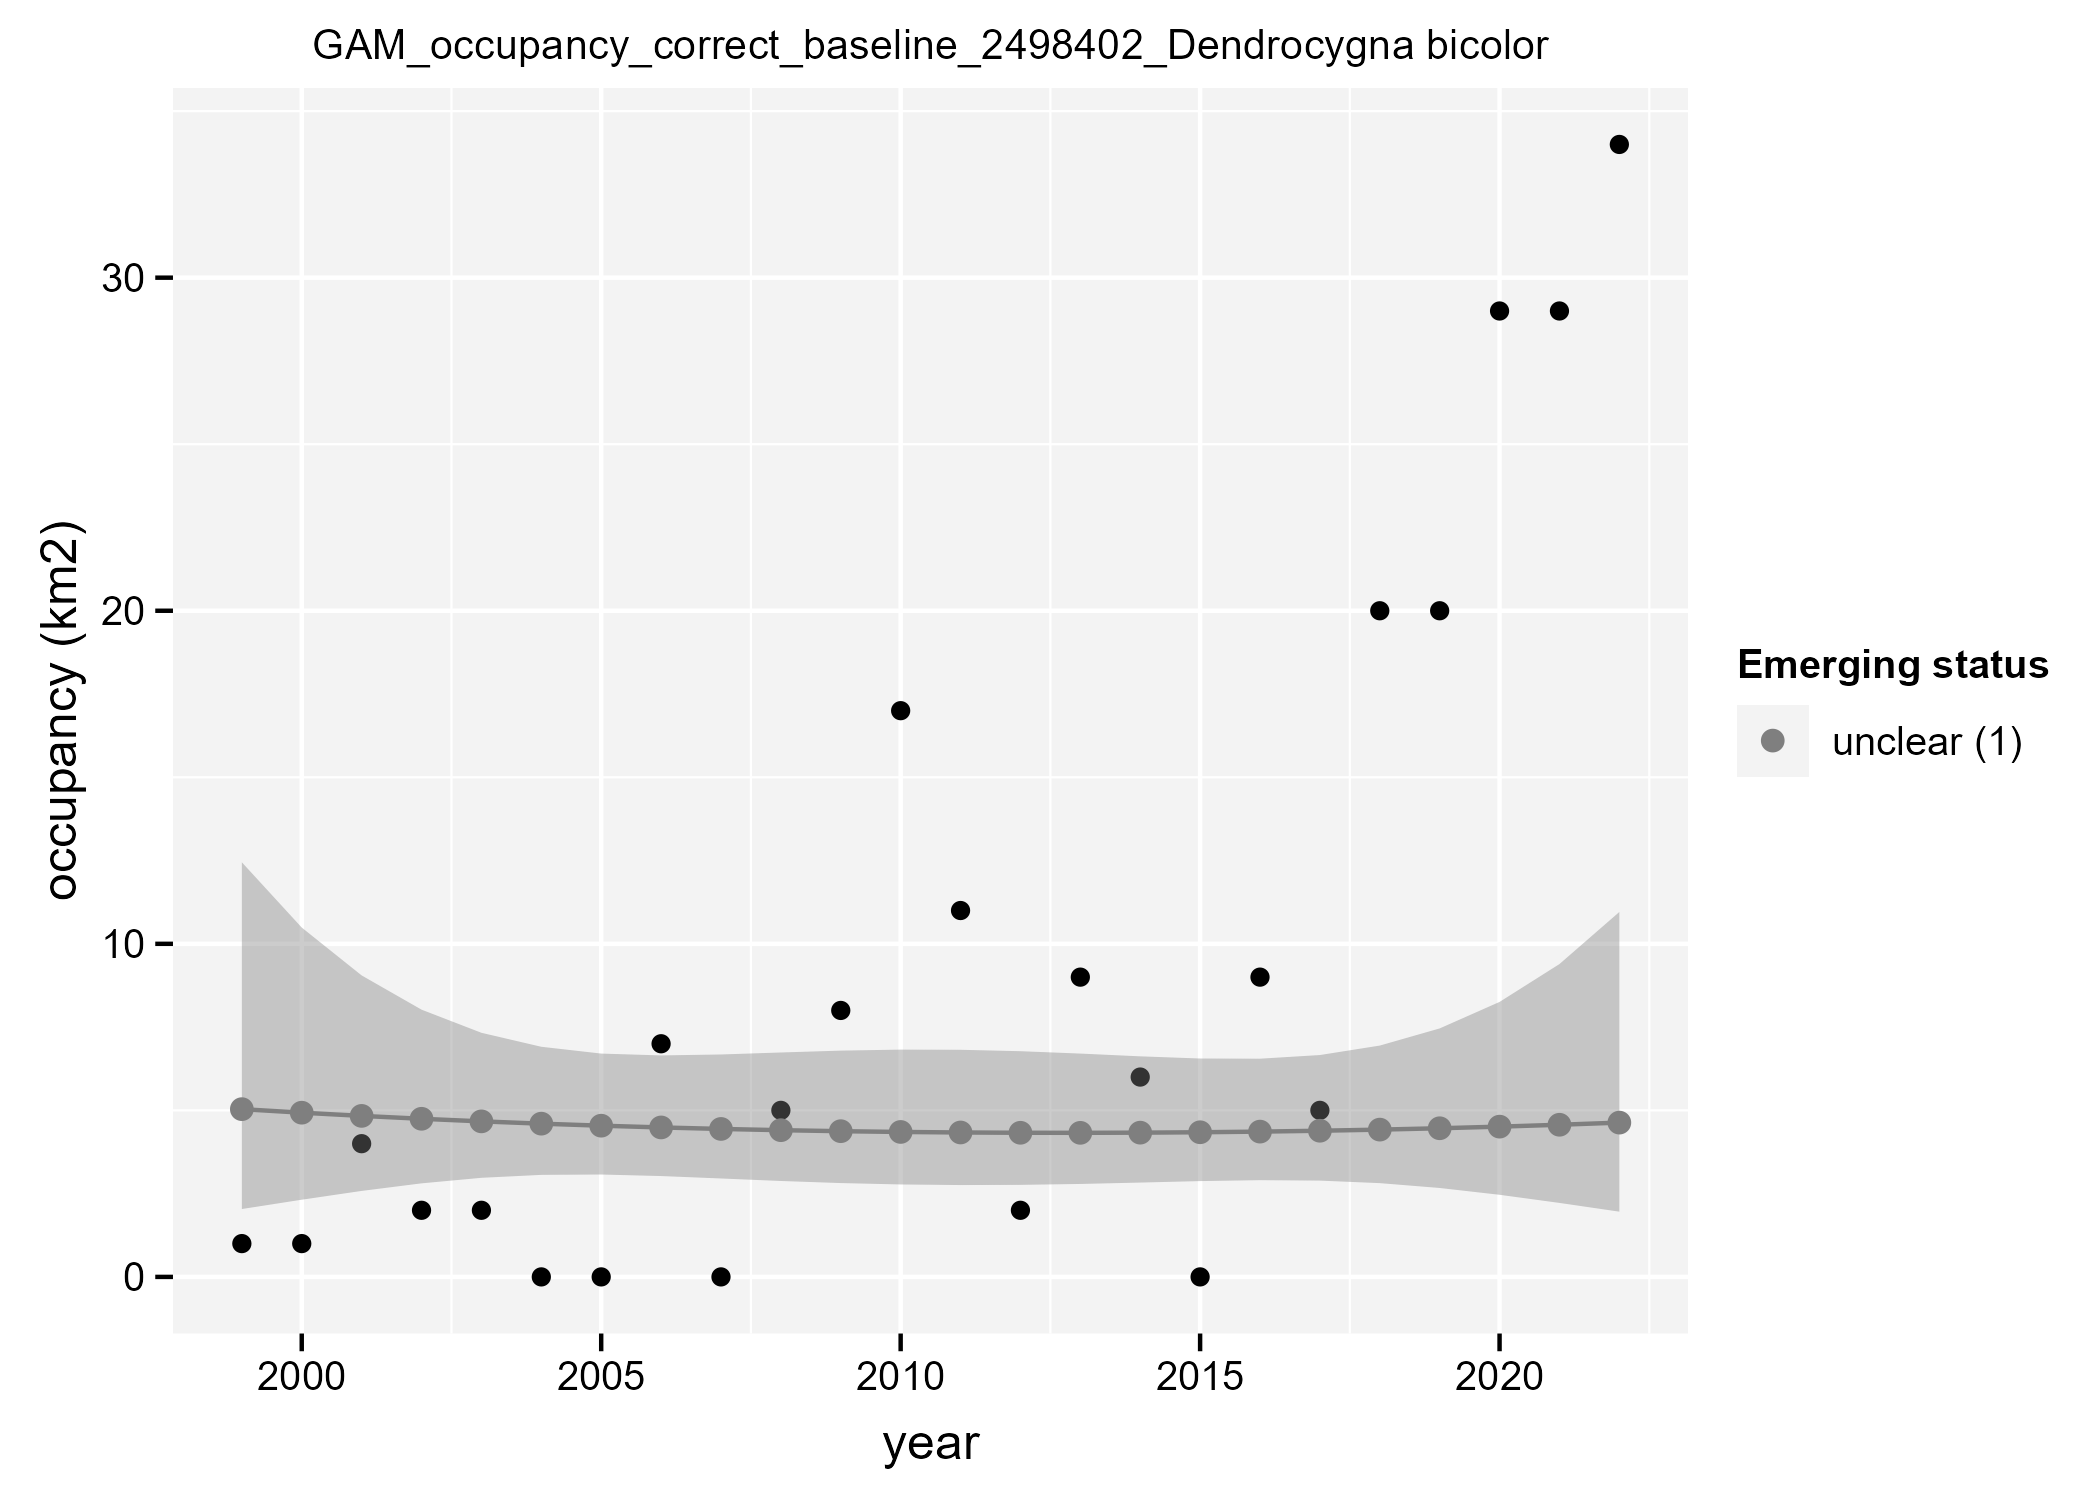 GAM_occupancy_correct_baseline_2498402_Dendrocygna bicolor
30
20
10
0
occupancy (km2)
2000 2005 2010 2015 2020
year
Emerging status
unclear (1)